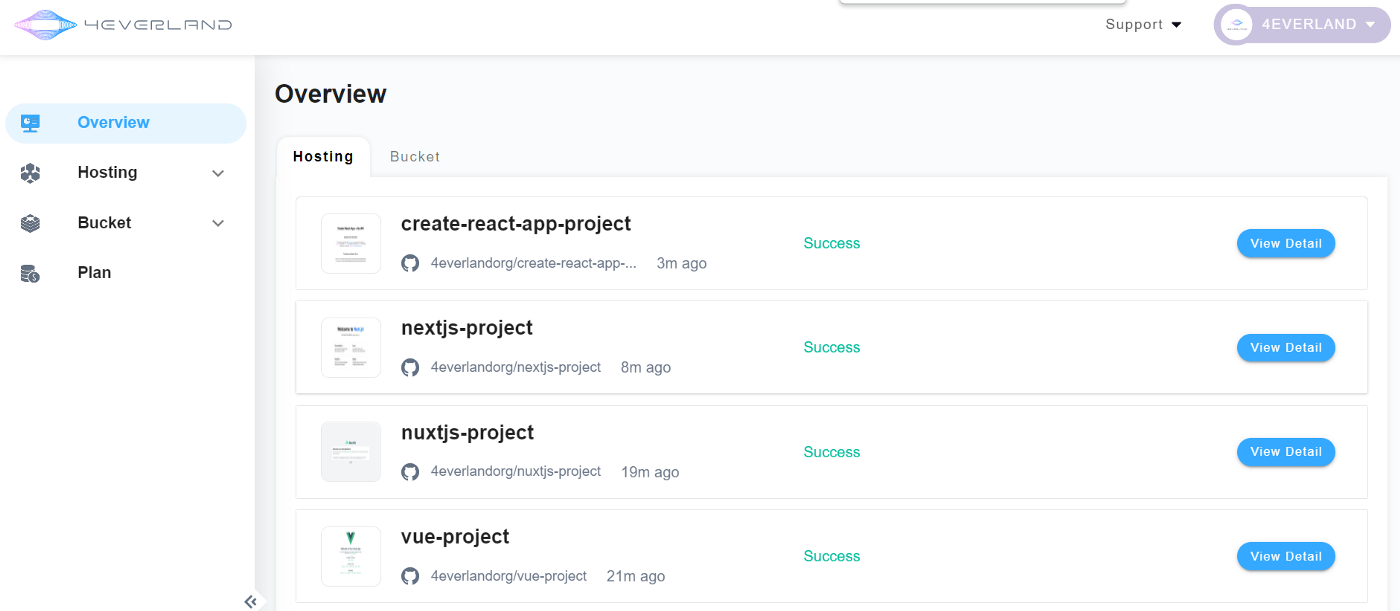 4EVERLAND
Support
4EVERLAND
Overview
Hosting
Bucket
Plan
Overview
Hosting Bucket
create-react-app-project
4everlandorg/create-react-app-... 3m ago
Success
View Detail
nextjs-project
4everlandorg/nextjs-project 8m ago
Success
View Detail
nuxtjs-project
4everlandorg/nuxtjs-project 19m ago
Success
View Detail
vue-project
4everlandorg/vue-project 21m ago
Success
View Detail